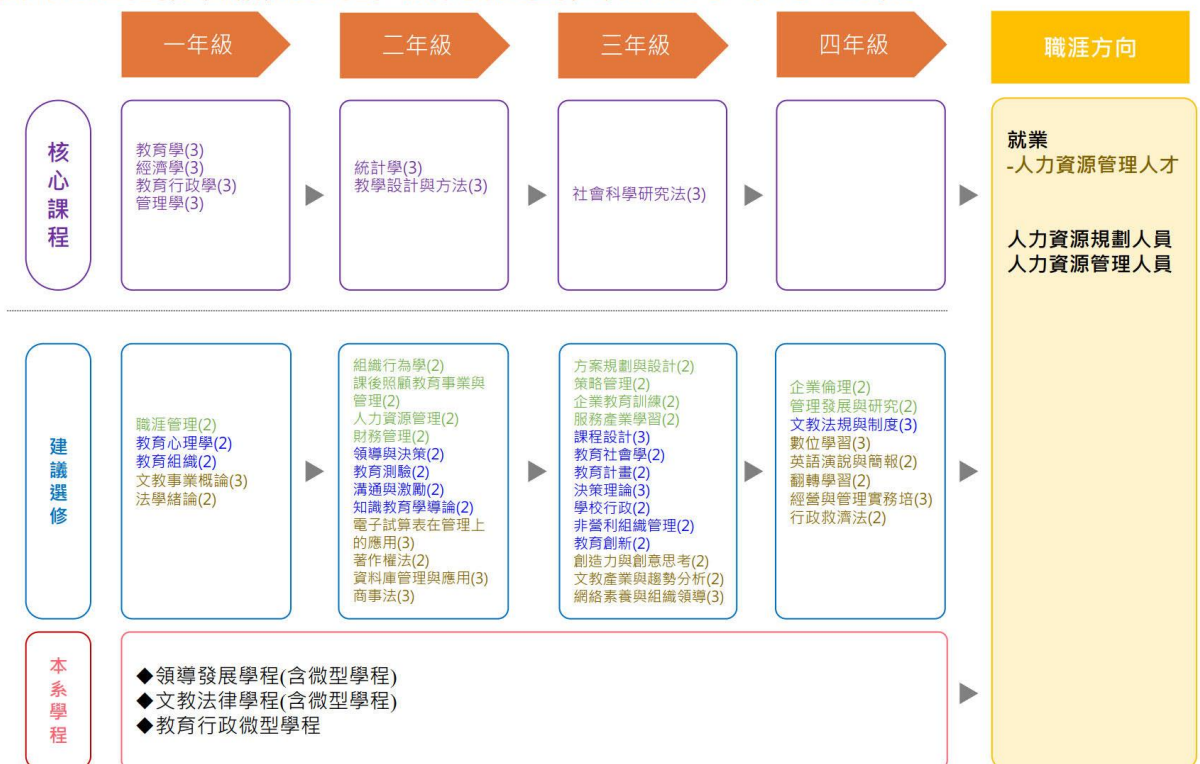 一年級
二年級
三年級
四年級
職涯方向
核心課程
教育學(3)
經濟學(3)
教育行政學(3)
管理學(3)
統計學(3)
教學設計與方法(3)
社會科學研究法(3)
就業
-人力資源管理人才
人力資源規劃人員
人力資源管理人員
建議選修
職涯管理(2)
教育心理學(2)
教育組織(2)
文教事業概論(3)
法學緒論(2)
組織行為學(2)
課後照顧教育事業與
管理(2)
人力資源管理(2)
財務管理(2)
領導與決策(2)
教育測驗(2)
溝通與激勵(2)
知識教育學導論(2)
電子試算表在管理上
的應用(3)
著作權法(2)
資料庫管理與應用(3)
商事法(3)
方案規劃與設計(2)
策略管理(2)
企業教育訓練(2)
服務產業學習(2)
課程設計(3)
教育社會學(2)
教育計畫(2)
決策理論(3)
學校行政(2)
非營利組織管理(2)
教育創新(2)
創造力與創意思考(2)
文教產業與趨勢分析(2)
網絡素養與組織領導(3)
企業倫理(2)
管理發展與研究(2)
文教法規與制度(3)
數位學習(3)
英語演說與簡報(2)
翻轉學習(2)
經營與管理實務培(3)
行政救濟法(2)
本系學程
◆領導發展學程(含微型學程)
◆文教法律學程(含微型學程)
◆教育行政微型學程